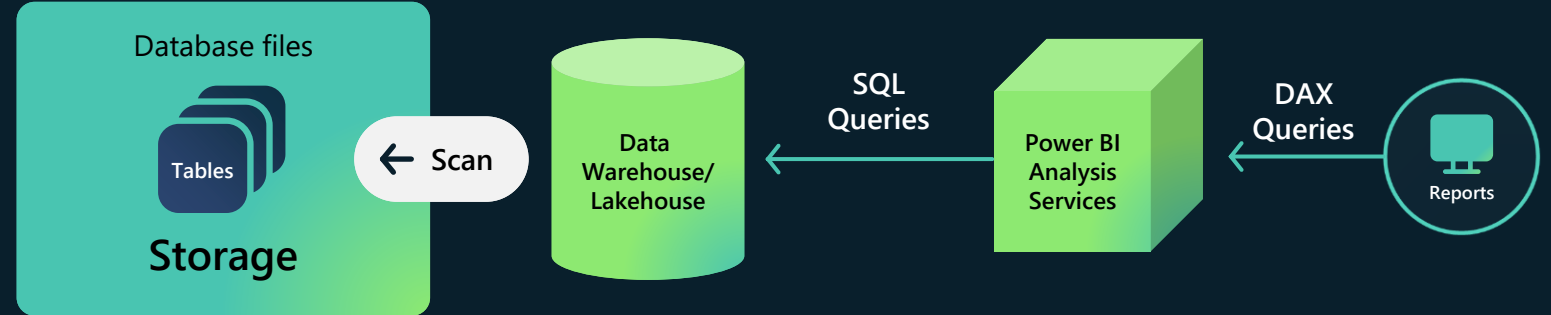 Database files
Tables
Storage
Scan
Data
Warehouse/
Lakehouse
SQL
Queries
Power BI
Analysis
Services
DAX
Queries
Reports